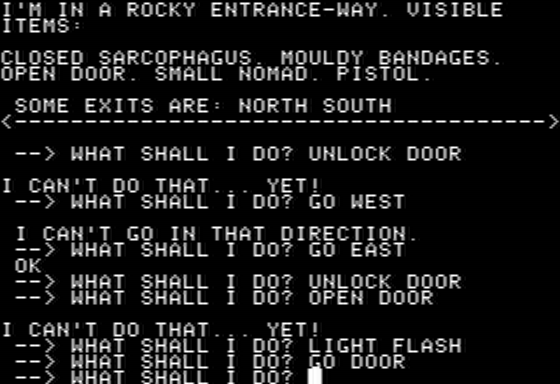 I'M IN A ROCKY ENTRANCE-WAY. VISIBLE
ITEMS:
CLOSED SARCOPHAGUS. MOULDY BANDAGES.
OPEN DOOR. SMALL NOMAD. PISTOL.
SOME EXITS ARE: NORTH SOUTH
<------------------------------------->
--> WHAT SHALL I DO? UNLOCK DOOR
I CAN'T DO THAT... YET!
--> WHAT SHALL I DO? GO WEST
I CAN'T GO IN THAT DIRECTION.
--> WHAT SHALL I DO? GO EAST
OK
--> WHAT SHALL I DO? UNLOCK DOOR
--> WHAT SHALL I DO? OPEN DOOR
I CAN'T DO THAT... YET!
--> WHAT SHALL I DO? LIGHT FLASH
--> WHAT SHALL I DO? GO DOOR
--> WHAT SHALL I DO?